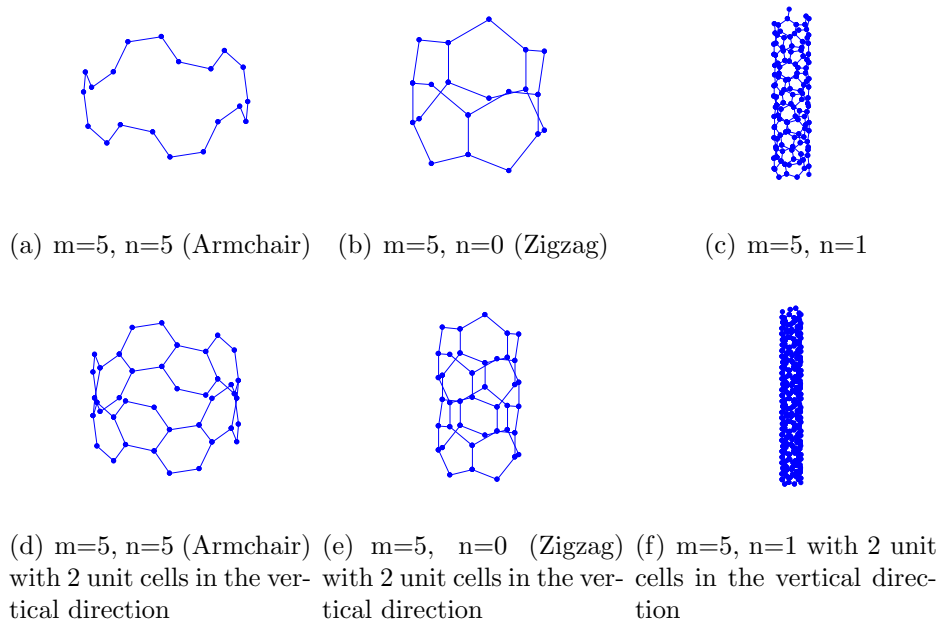 (a) m=5, n=5 (Armchair)
(b) m=5, n=0 (Zigzag)
(c) m=5, n=1
(d) m=5, n=5 (Armchair)
with 2 unit cells in the ver-
tical direction
(e) m=5, n=0 (Zigzag)
with 2 unit cells in the ver-
tical direction
(f) m=5, n=1 with 2 unit
cells in the vertical direc-
tion